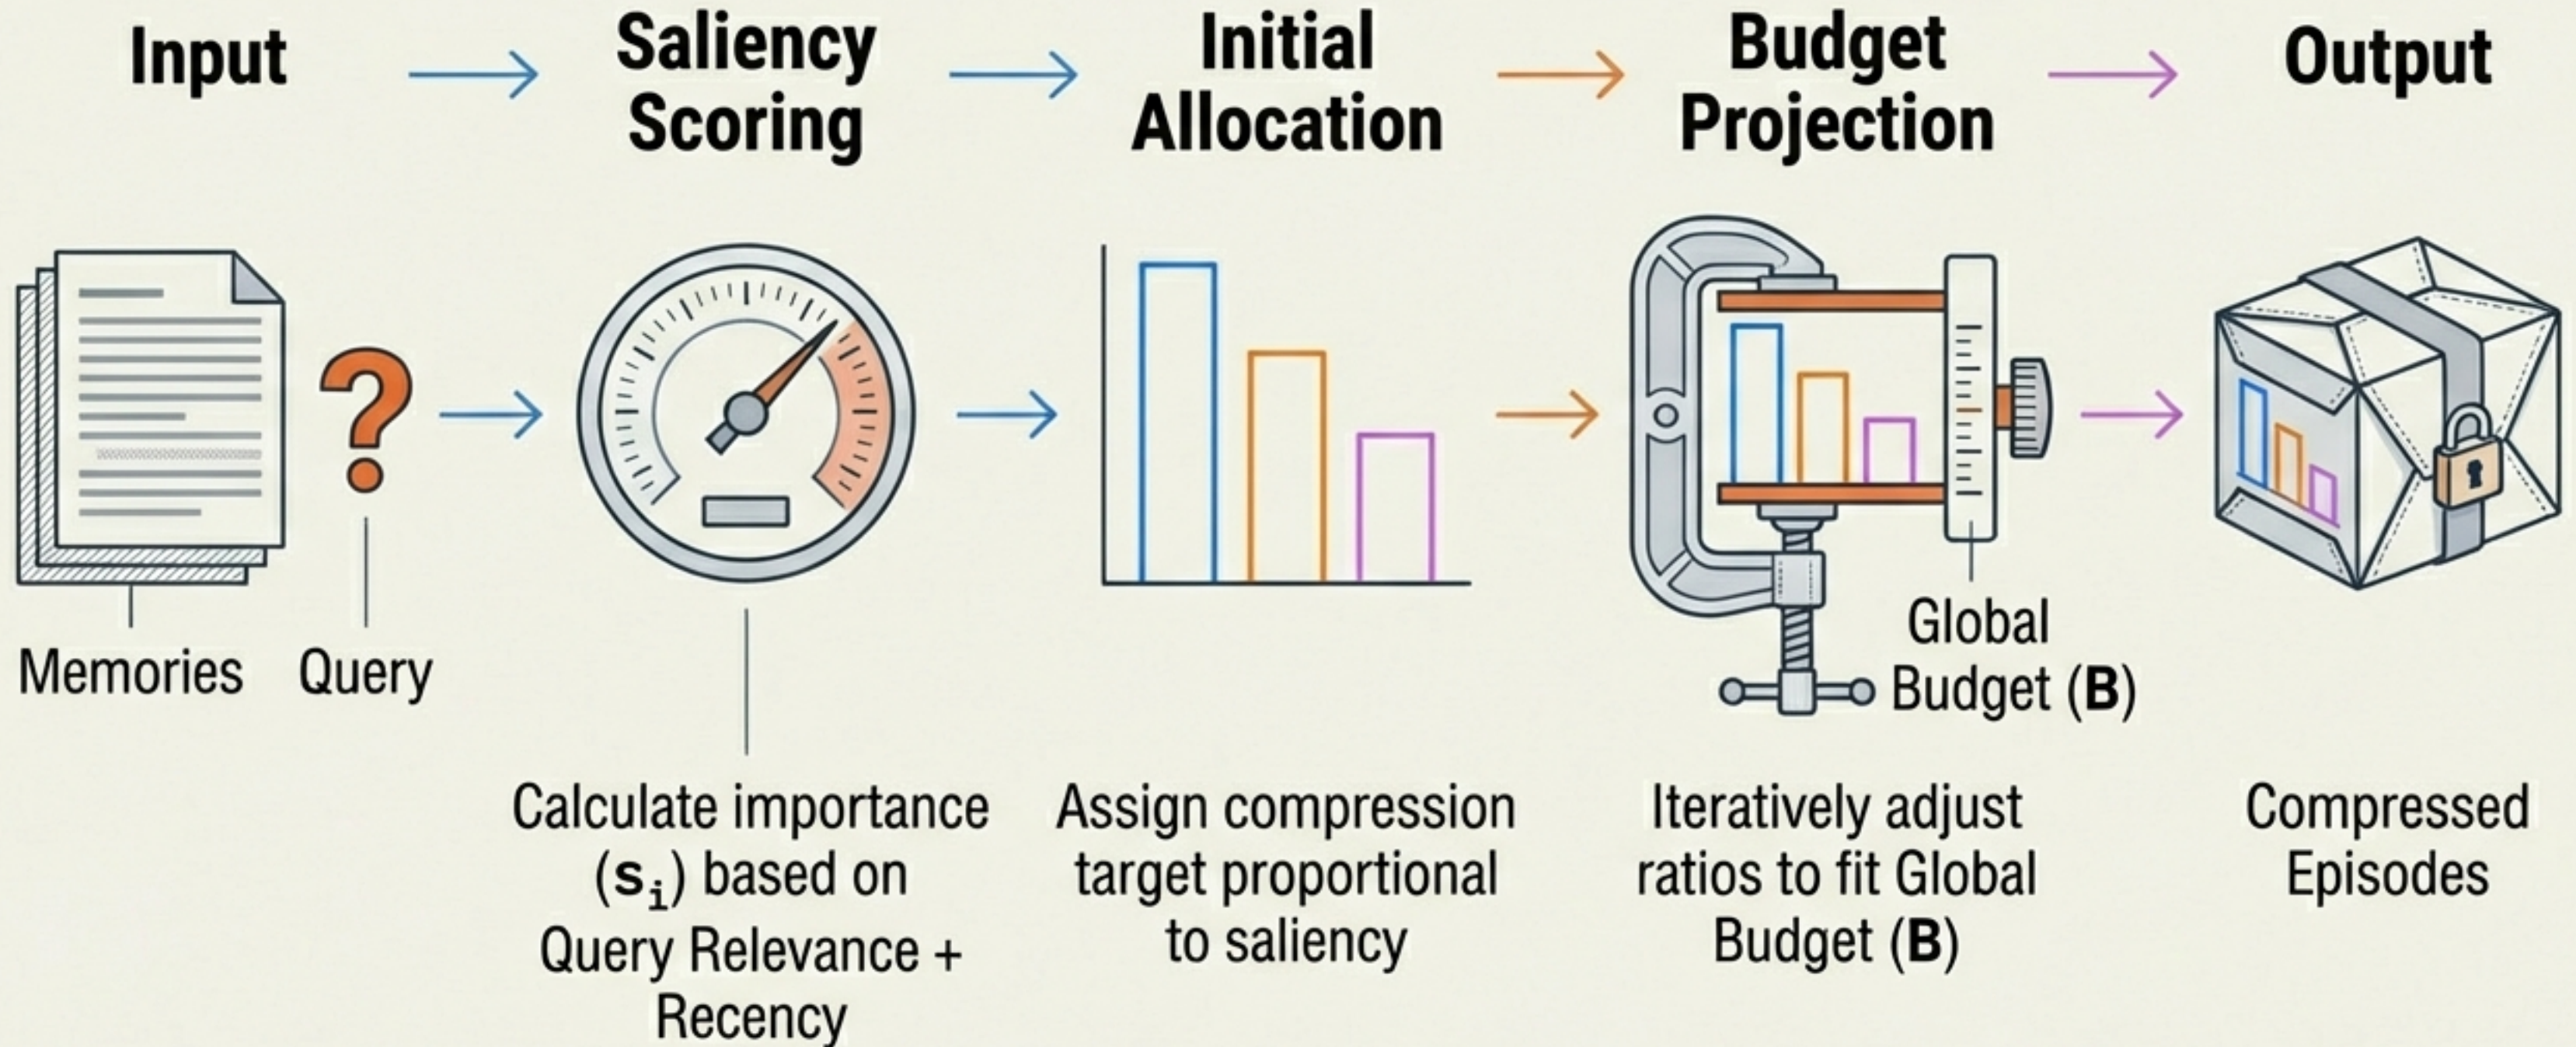 Input
Saliency
Scoring
Initial
Allocation
Budget
Projection
Output
Memories
Query
Global
Budget (B)
Calculate importance
(sᵢ) based on
Query Relevance +
Recency
Assign compression
target proportional
to saliency
Iteratively adjust
ratios to fit Global
Budget (B)
Compressed
Episodes